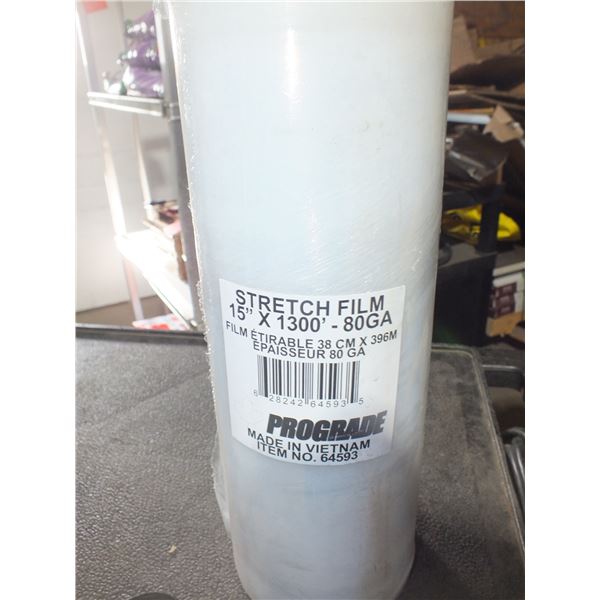 STRETCH FILM
15" X 1300' - 80GA
FILM ÉTIRABLE 38 CM X 396M
ÉPAISSEUR 80 GA
6 28242 64593 5
PROGRADE
MADE IN VIETNAM
ITEM NO. 64593